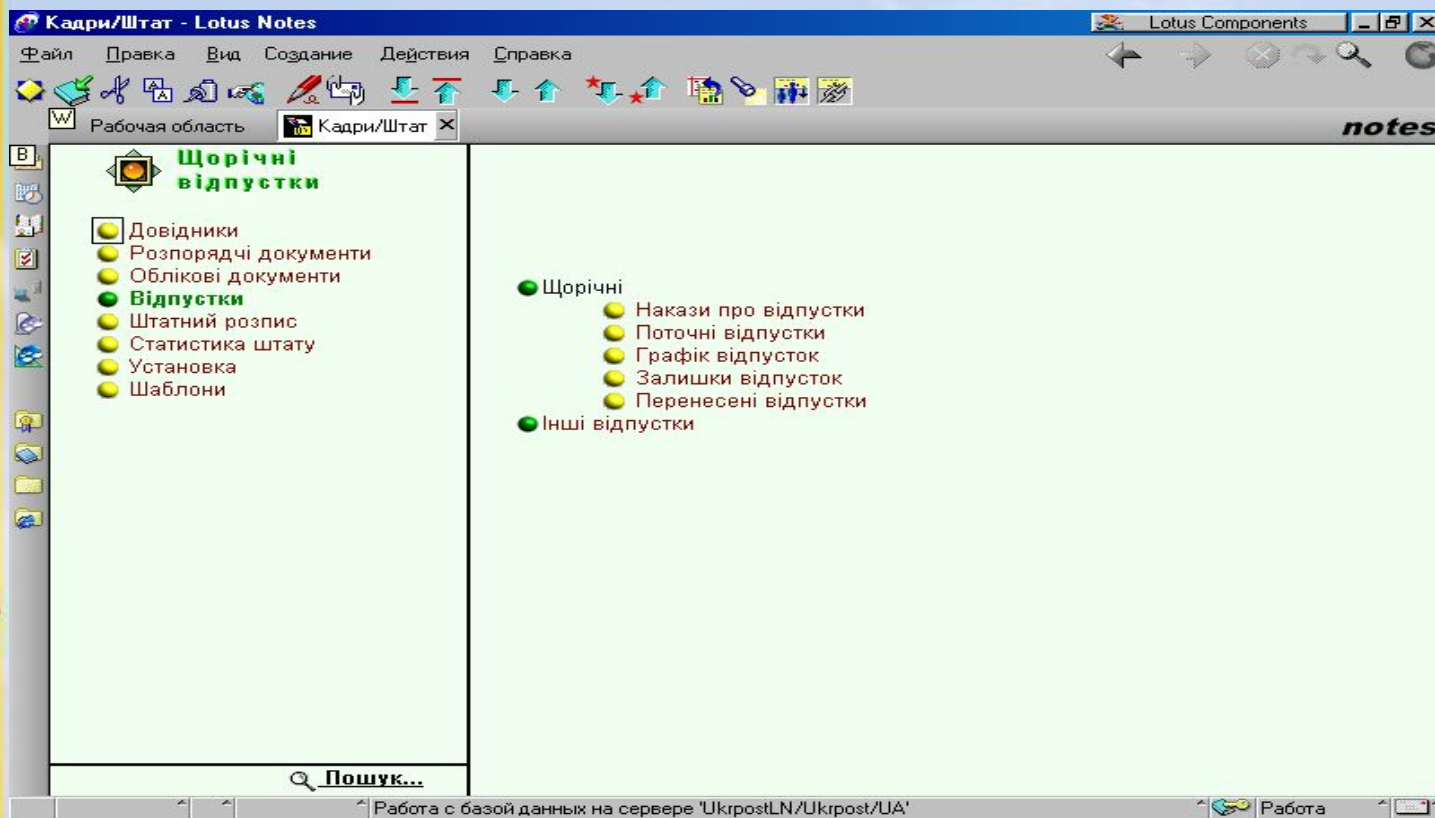 Кадри/Штат - Lotus Notes
Lotus Components
Файл Правка Вид Создание Действия Справка
W Рабочая область Кадри/Штат
notes
B
Щорічні
відпустки
Довідники
Розпорядчі документи
Облікові документи
Відпустки
Штатний розпис
Статистика штату
Установка
Шаблони
Щорічні
Накази про відпустки
Поточні відпустки
Графік відпусток
Залишки відпусток
Перенесені відпустки
Інші відпустки
Пошук...
Работа с базой данных на сервере 'UkrpostLN/Ukrpost/UA'
Работа